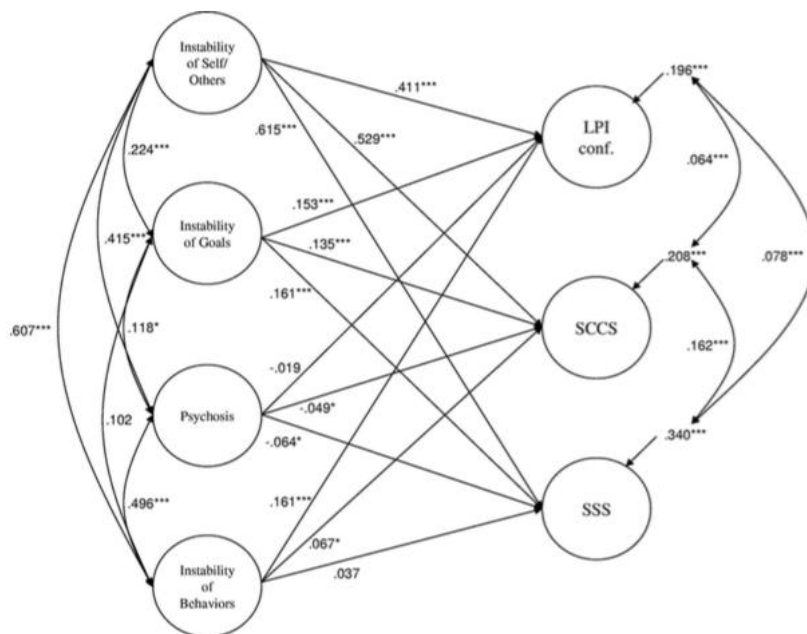 Instability
of Self/
Others
.196***
.411***
LPI
conf.
.615***
.529***
.224***
.064***
.153***
Instability
of Goals
.415***
.135***
.208***
.078***
.161***
.607***
.118*
SCCS
.162***
-.019
Psychosis
-.049*
.102
-.064*
.340***
.496***
.161***
SSS
.067*
Instability
of
Behaviors
.037